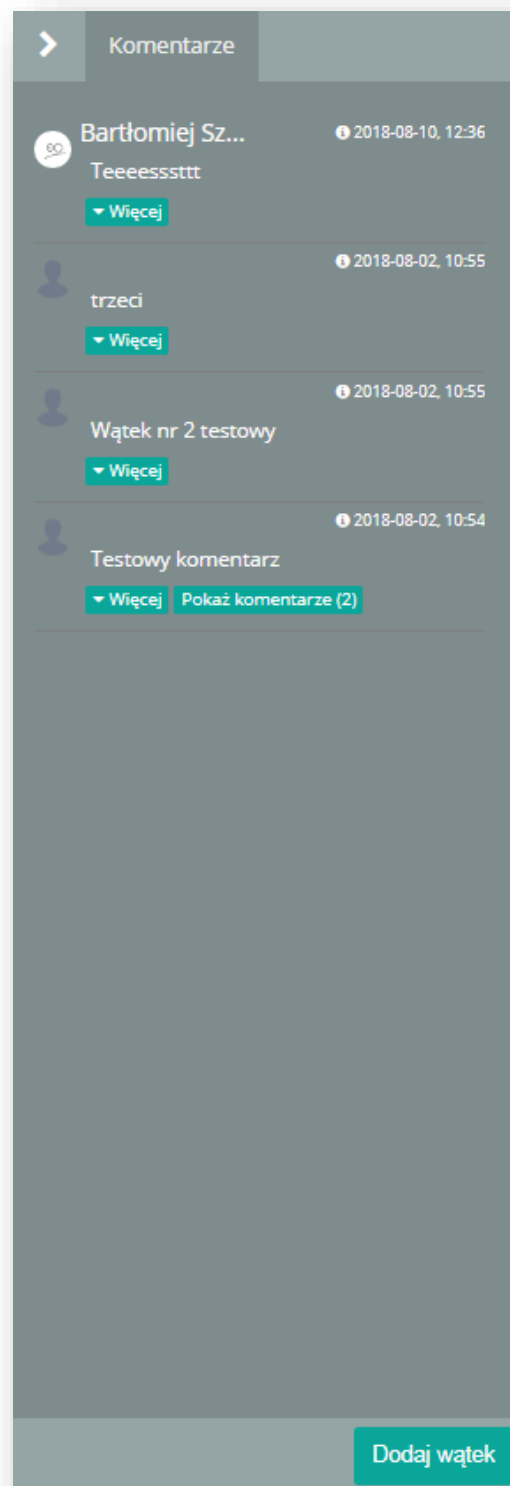 Komentarze
Bartłomiej Sz... 2018-08-10, 12:36
Teeeesssttt
Więcej
2018-08-02, 10:55
trzeci
Więcej
2018-08-02, 10:55
Wątek nr 2 testowy
Więcej
2018-08-02, 10:54
Testowy komentarz
Więcej Pokaż komentarze (2)
Dodaj wątek